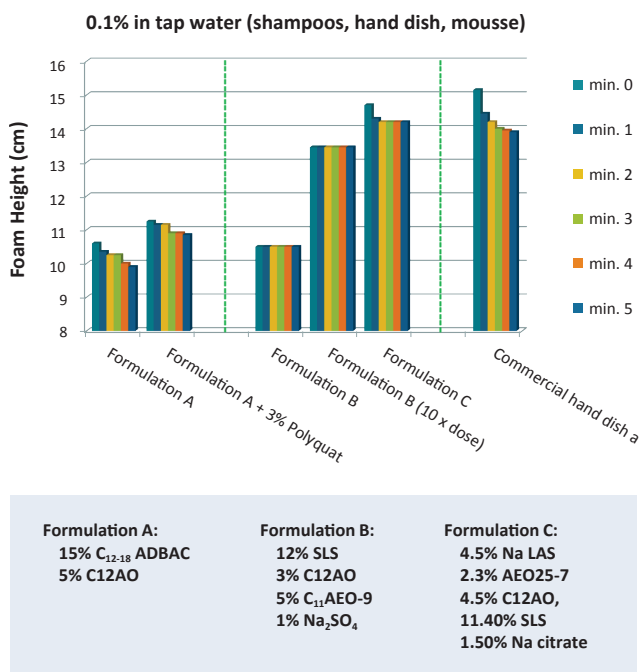 0.1% in tap water (shampoos, hand dish, mousse)
Foam Height (cm)
16
15
14
13
12
11
10
9
8
min. 0
min. 1
min. 2
min. 3
min. 4
min. 5
Formulation A
Formulation A + 3% Polyquat
Formulation B
Formulation B (10 x dose)
Formulation C
Commercial hand dish a
Formulation A:
15% C₁₂₋₁₈ ADBAC
5% C12AO
Formulation B:
12% SLS
3% C12AO
5% C₁₁AEO-9
1% Na₂SO₄
Formulation C:
4.5% Na LAS
2.3% AEO25-7
4.5% C12AO,
11.40% SLS
1.50% Na citrate